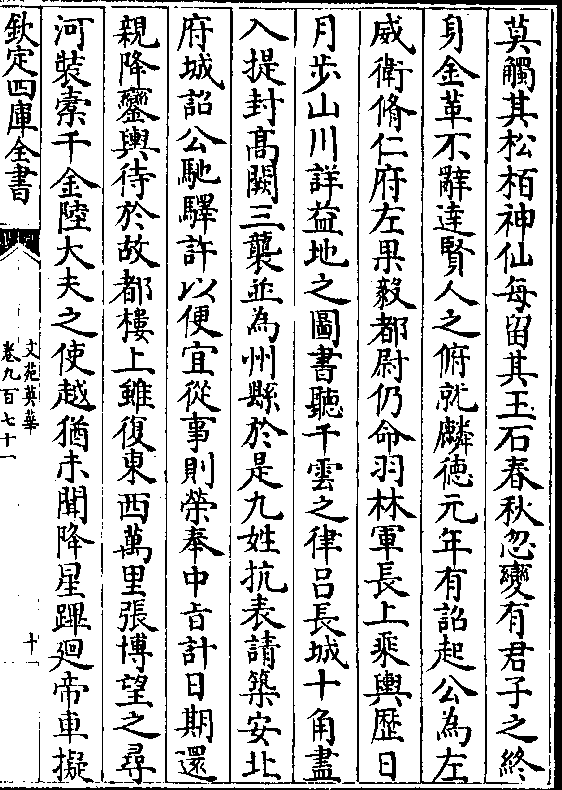 莫觸其松栢神仙每留其玉石春秋忽變有君子之終
身金革不辭逹賢人之俯就麟徳元年有詔起公為左
威衛脩仁府左果毅都尉仍命羽林軍長上乘輿歴日
月步山川詳益地之圖書聽千雲之律吕長城十角盡
入提封髙闕三襲並為州縣於是九姓抗表請築安北
府城詔公馳驛許以便宜從事則榮奉中旨計日期還
親降鑾輿待於故都樓上雖復東西萬里張博望之尋
河裝橐千金陸大夫之使越猶未聞降星蹕廻帝車擬
欽定四庫全書
文苑英華
卷九百七十一
十